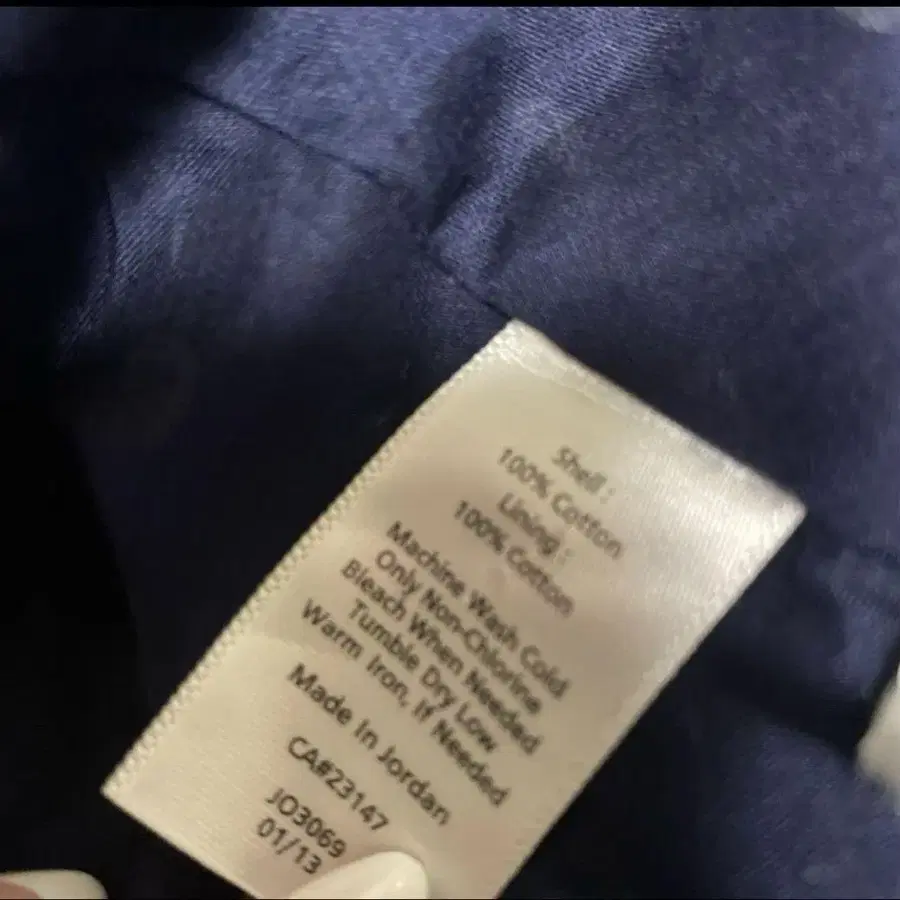 Shell :
100% Cotton
Lining :
100% Cotton
Machine Wash Cold
Only Non-Chlorine
Bleach When Needed
Tumble Dry Low
Warm Iron, If Needed
Made In Jordan
CA#23147
JO3069
01/13